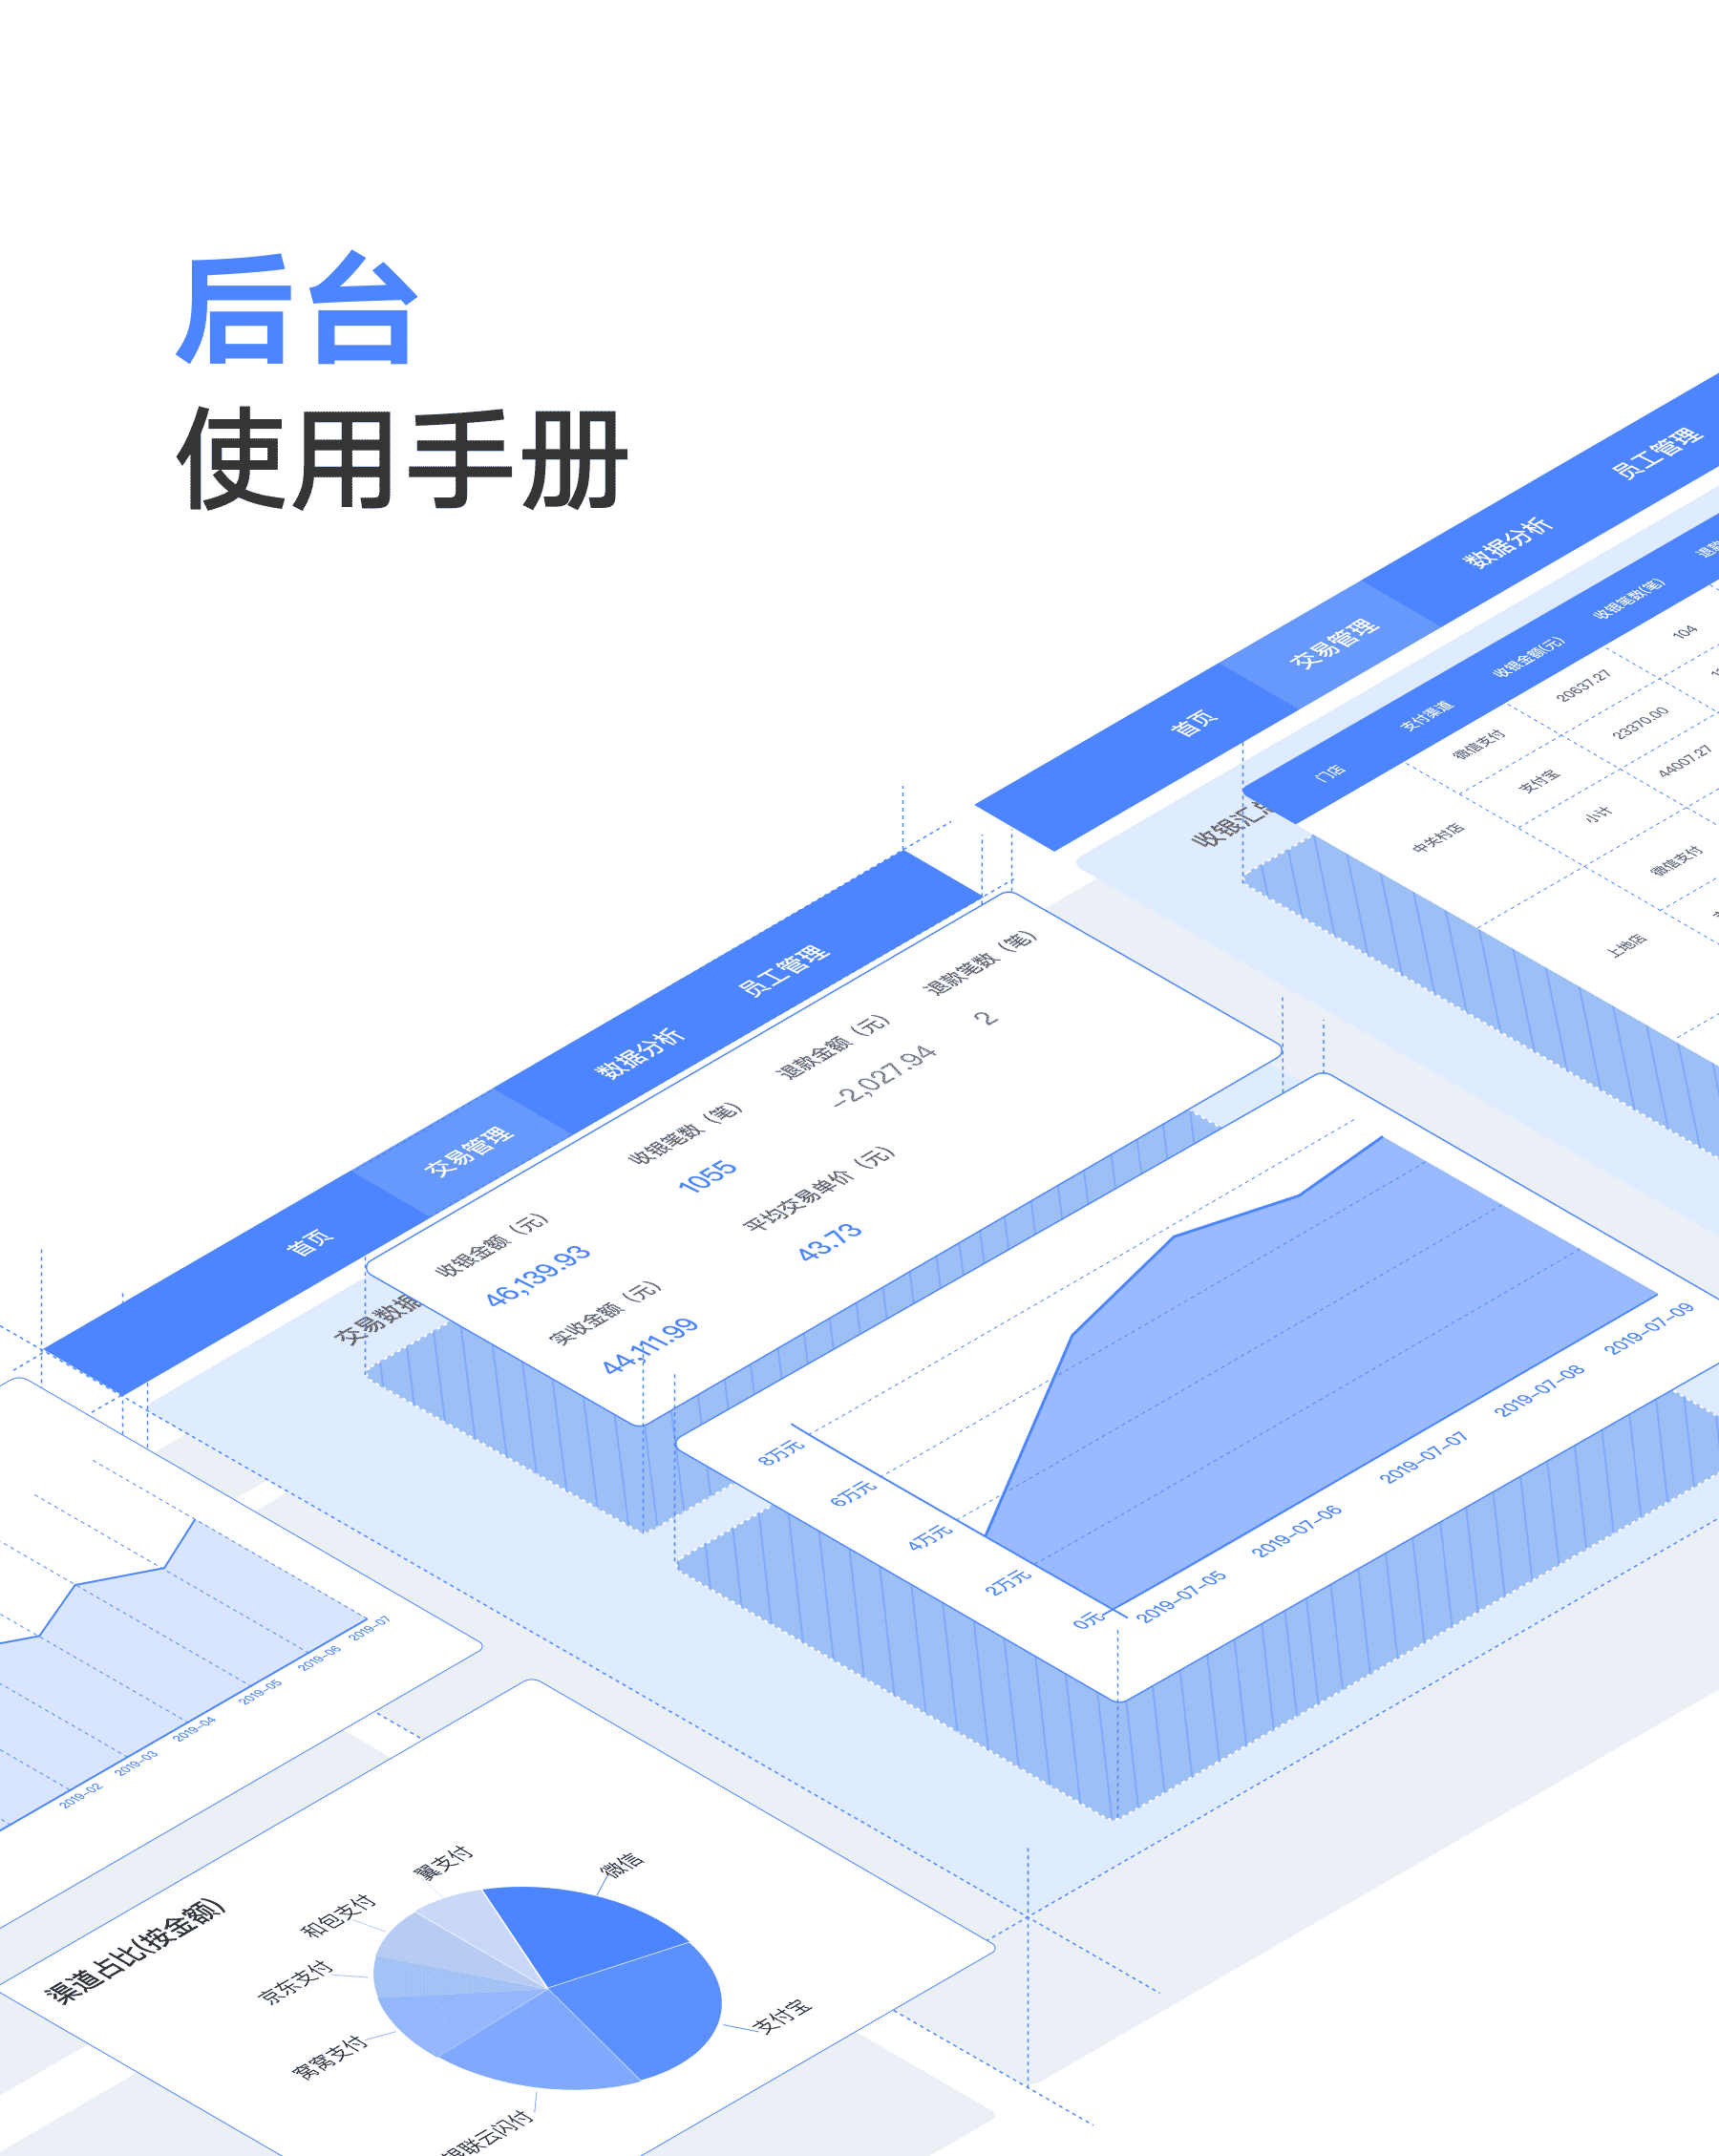 后台
使用手册
首页
交易管理
数据分析
员工管理
收银汇
门店
支付渠道
收银金额(元)
收银笔数(笔)
中关村店
微信支付
20637.27
104
支付宝
23370.00
小计
44007.27
上地店
微信支付
首页
交易管理
数据分析
员工管理
交易数据
收银金额（元）
46,139.93
收银笔数（笔）
1055
退款金额（元）
-2,027.94
退款笔数（笔）
2
实收金额（元）
44,111.99
平均交易单价（元）
43.73
8万元
6万元
4万元
2万元
0元
2019-07-05
2019-07-06
2019-07-07
2019-07-08
2019-07-09
2019-02
2019-03
2019-04
2019-05
2019-06
2019-07
渠道占比(按金额)
翼支付
微信
和包支付
京东支付
窝窝支付
支付宝
联云闪付